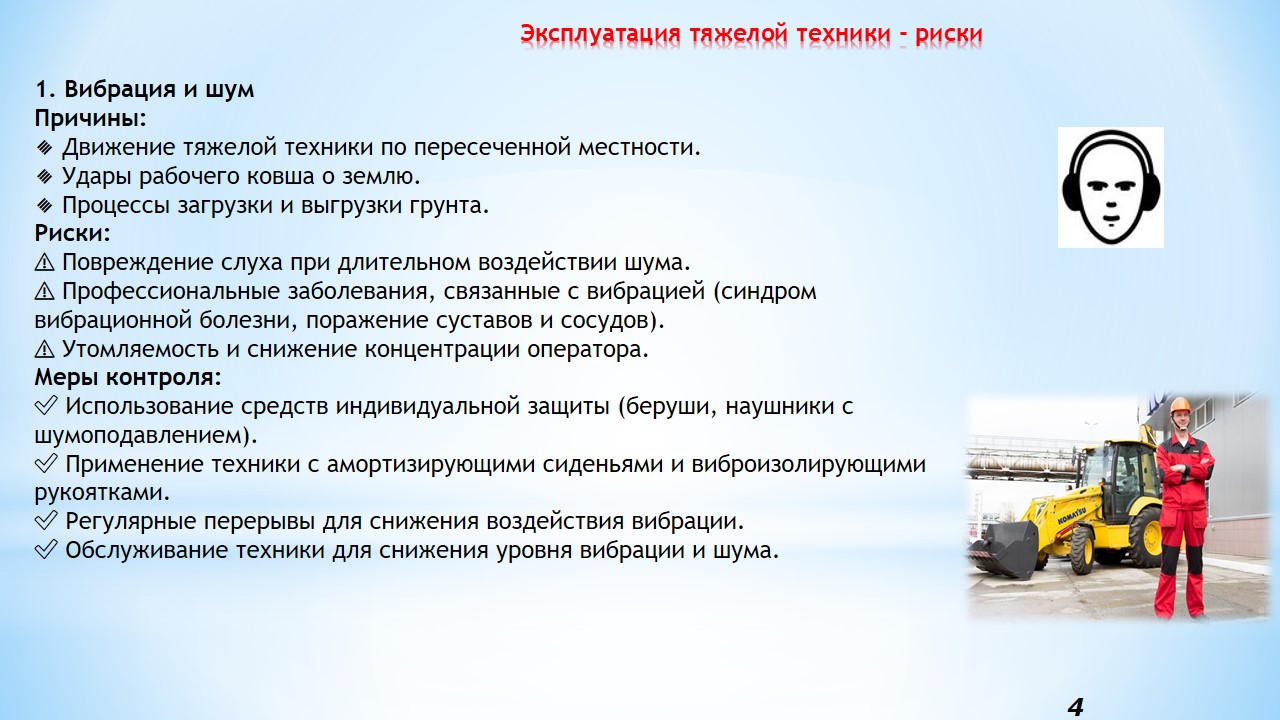 Эксплуатация тяжелой техники - риски
1. Вибрация и шум
Причины:
Движение тяжелой техники по пересеченной местности.
Удары рабочего ковша о землю.
Процессы загрузки и выгрузки грунта.
Риски:
⚠ Повреждение слуха при длительном воздействии шума.
⚠ Профессиональные заболевания, связанные с вибрацией (синдром
вибрационной болезни, поражение суставов и сосудов).
⚠ Утомляемость и снижение концентрации оператора.
Меры контроля:
✅ Использование средств индивидуальной защиты (беруши, наушники с
шумоподавлением).
✅ Применение техники с амортизирующими сиденьями и виброизолирующими
рукоятками.
✅ Регулярные перерывы для снижения воздействия вибрации.
✅ Обслуживание техники для снижения уровня вибрации и шума.
KOMATSU
4